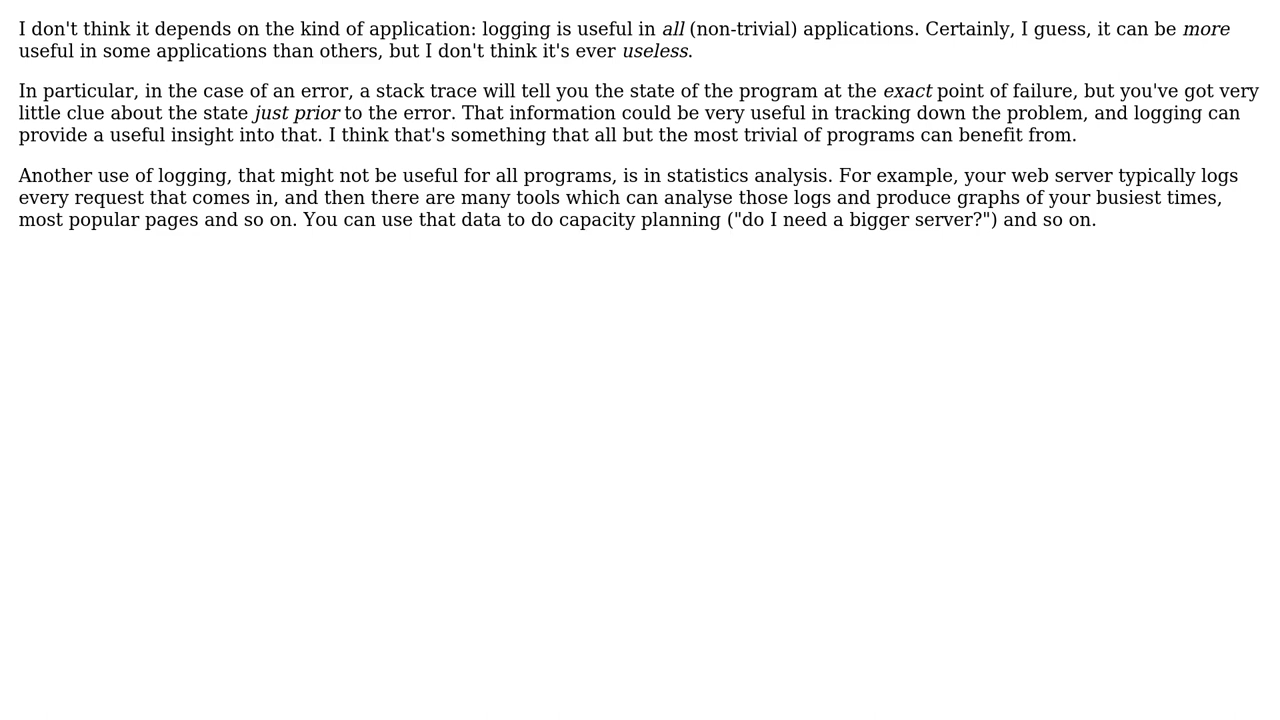 I don't think it depends on the kind of application: logging is useful in all (non-trivial) applications. Certainly, I guess, it can be more
useful in some applications than others, but I don't think it's ever useless.
In particular, in the case of an error, a stack trace will tell you the state of the program at the exact point of failure, but you've got very
little clue about the state just prior to the error. That information could be very useful in tracking down the problem, and logging can
provide a useful insight into that. I think that's something that all but the most trivial of programs can benefit from.
Another use of logging, that might not be useful for all programs, is in statistics analysis. For example, your web server typically logs
every request that comes in, and then there are many tools which can analyse those logs and produce graphs of your busiest times,
most popular pages and so on. You can use that data to do capacity planning ("do I need a bigger server?") and so on.